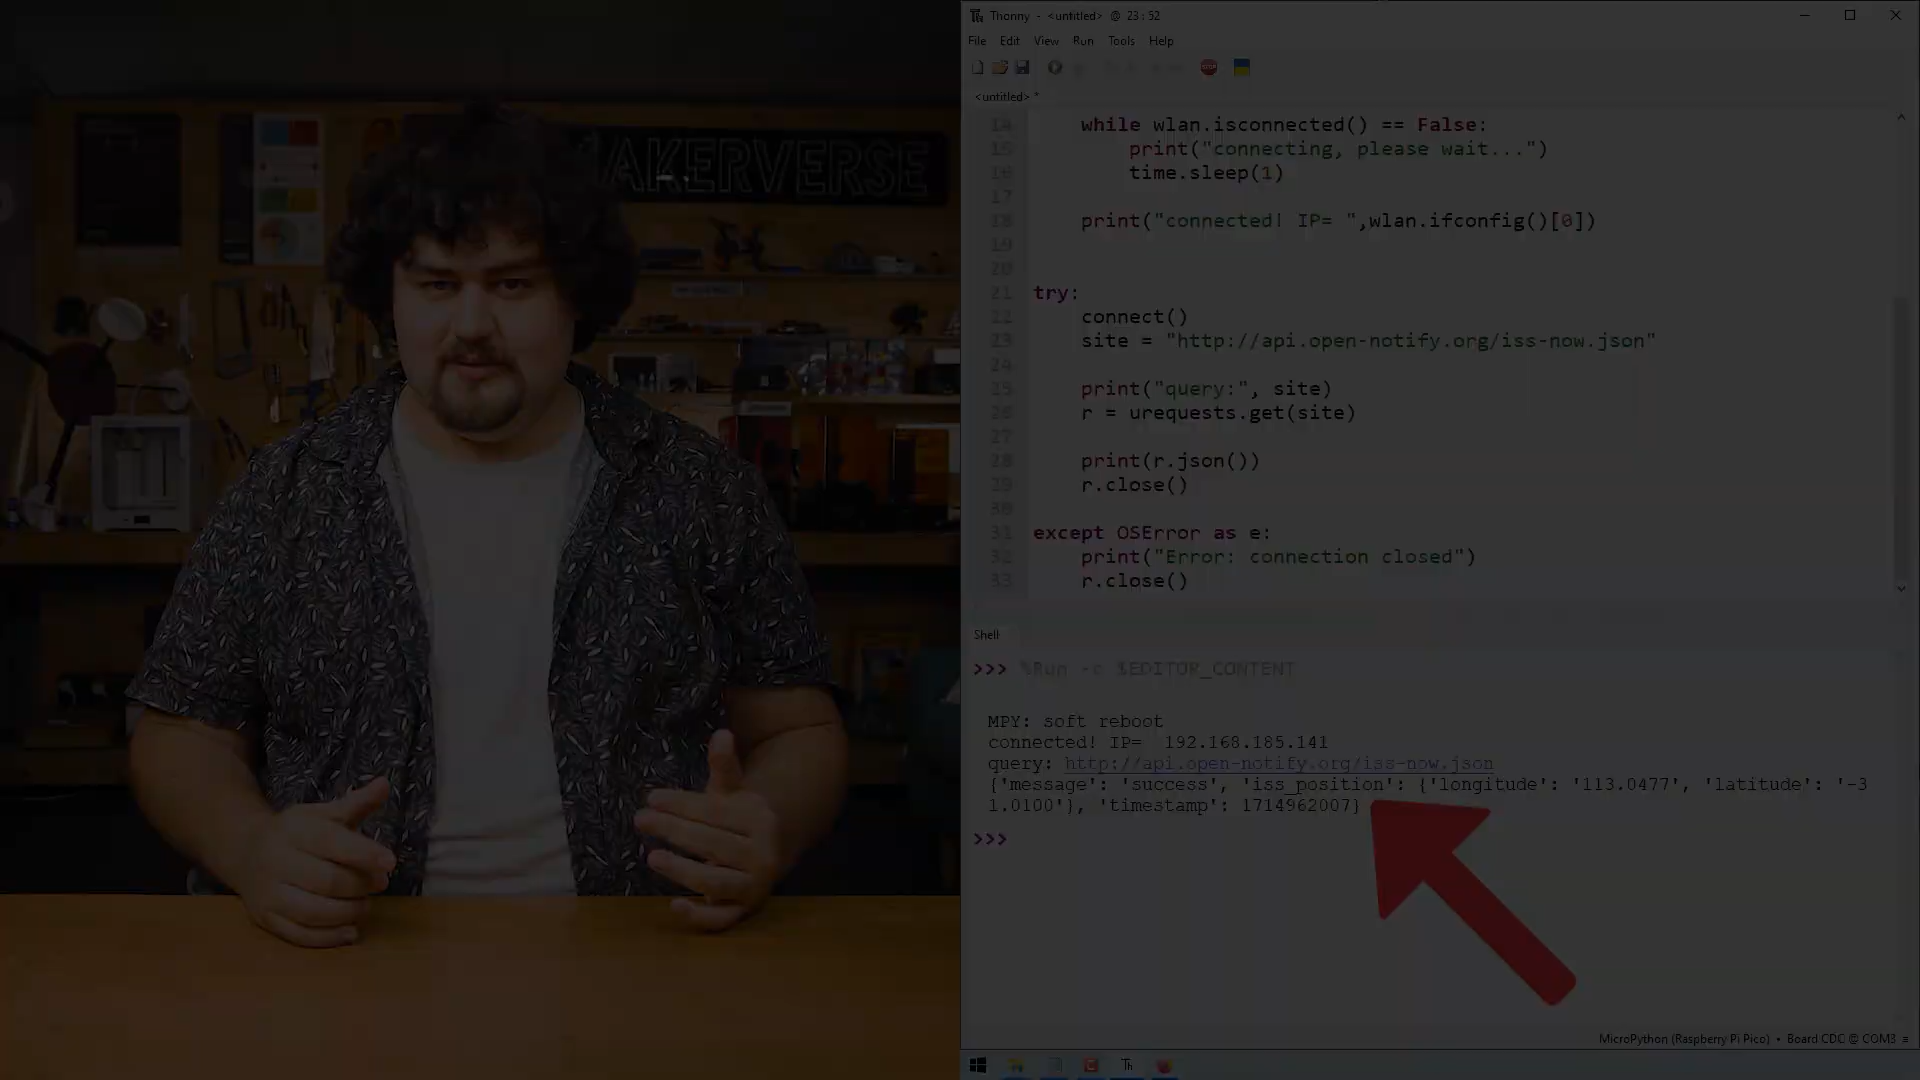 MAKERVERSE
Thonny - <untitled> @ 23:52
File Edit View Run Tools Help
<untitled> *
14 while wlan.isconnected() == False:
15 print("connecting, please wait...")
16 time.sleep(1)
17
18 print("connected! IP= ",wlan.ifconfig()[0])
19
20
21 try:
22 connect()
23 site = "http://api.open-notify.org/iss-now.json"
24
25 print("query:", site)
26 r = urequests.get(site)
27
28 print(r.json())
29 r.close()
30
31 except OSError as e:
32 print("Error: connection closed")
33 r.close()
Shell
>>> %Run -c $EDITOR_CONTENT
MPY: soft reboot
connected! IP= 192.168.185.141
query: http://api.open-notify.org/iss-now.json
{'message': 'success', 'iss_position': {'longitude': '113.0477', 'latitude': '-3
1.0100'}, 'timestamp': 1714962007}
>>>
MicroPython (Raspberry Pi Pico) • Board CDC @ COM3 ≡
Th